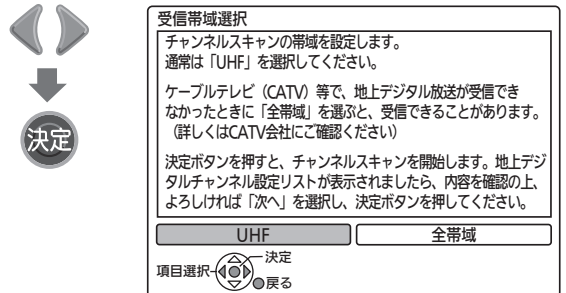 決定
受信帯域選択
チャンネルスキャンの帯域を設定します。
通常は「UHF」を選択してください。
ケーブルテレビ（CATV）等で、地上デジタル放送が受信でき
なかったときに「全帯域」を選ぶと、受信できることがあります。
（詳しくはCATV会社にご確認ください）
決定ボタンを押すと、チャンネルスキャンを開始します。地上デジ
タルチャンネル設定リストが表示されましたら、内容を確認の上、
よろしければ「次へ」を選択し、決定ボタンを押してください。
UHF 全帯域
決定
項目選択
戻る